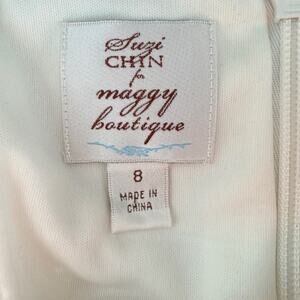 Suzi
CHIN
for
maggy
boutique
8
MADE IN
CHINA